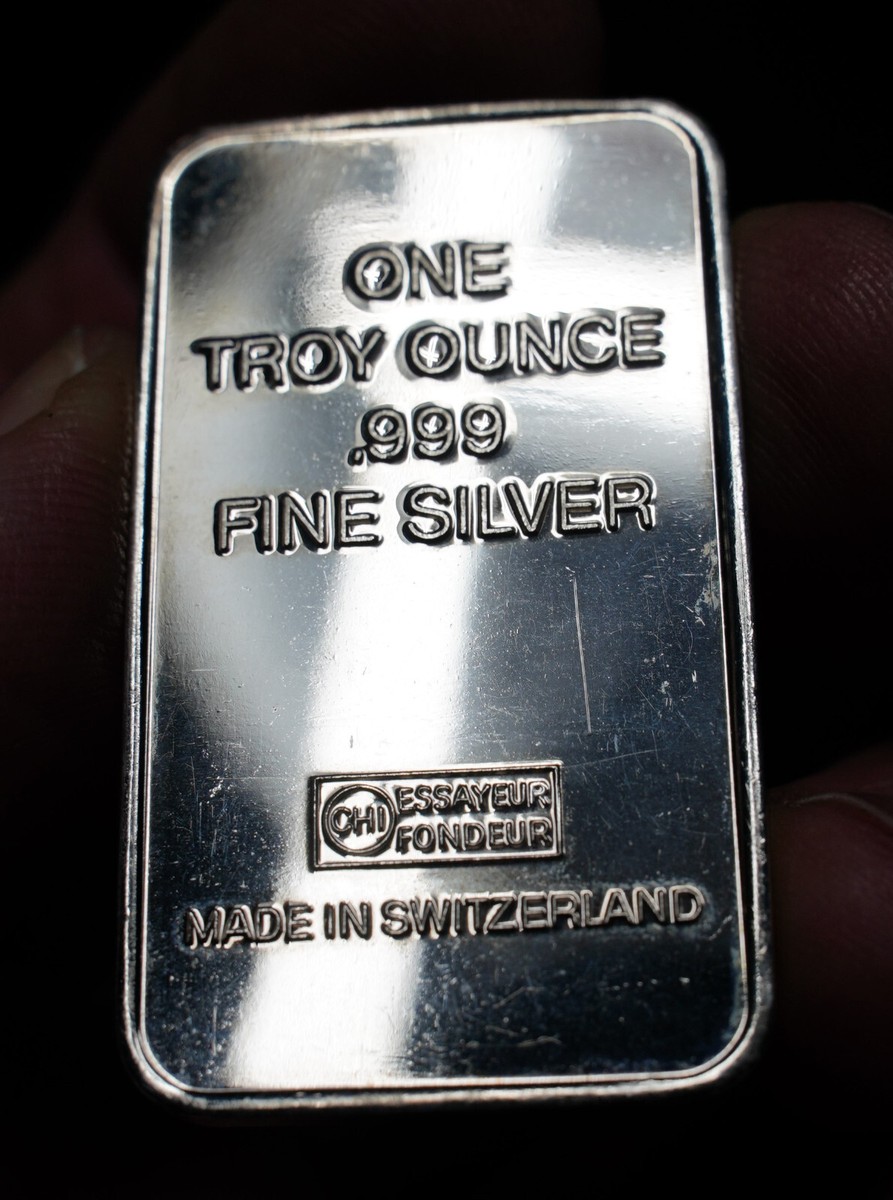 ONE
TROY OUNCE
.999
FINE SILVER
CHI ESSAYEUR
FONDEUR
MADE IN SWITZERLAND